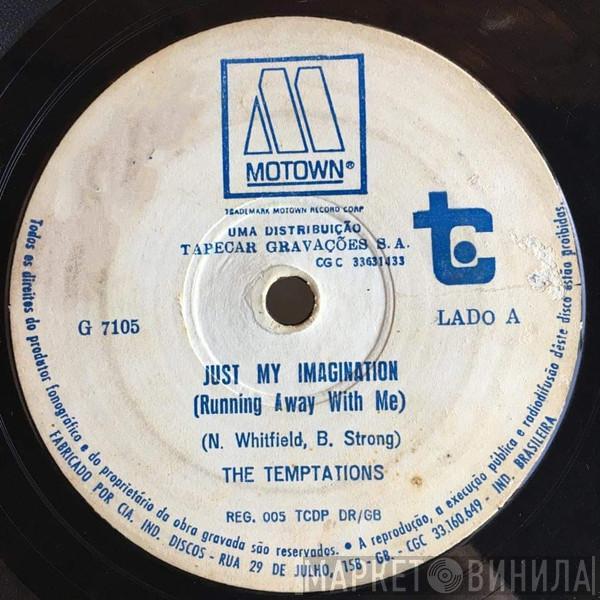 MOTOWN®
TRADEMARK MOTOWN RECORD CORP
UMA DISTRIBUIÇÃO
TAPECAR GRAVAÇÕES S.A.
CGC 33631433
tc
G 7105
LADO A
JUST MY IMAGINATION
(Running Away With Me)
(N. Whitfield, B. Strong)
THE TEMPTATIONS
REG. 005 TCDP DR/GB
Todos os direitos do produtor fonográfico e do proprietário da obra gravada são reservados. • A reprodução, a execução pública e radiodifusão dêste disco estão proibidas.
FABRICADO POR CIA. IND. DISCOS - RUA 29 DE JULHO, 158 - GB - CGC 33.160.649 - IND. BRASILEIRA
МАРКЕТ ВИНИЛА